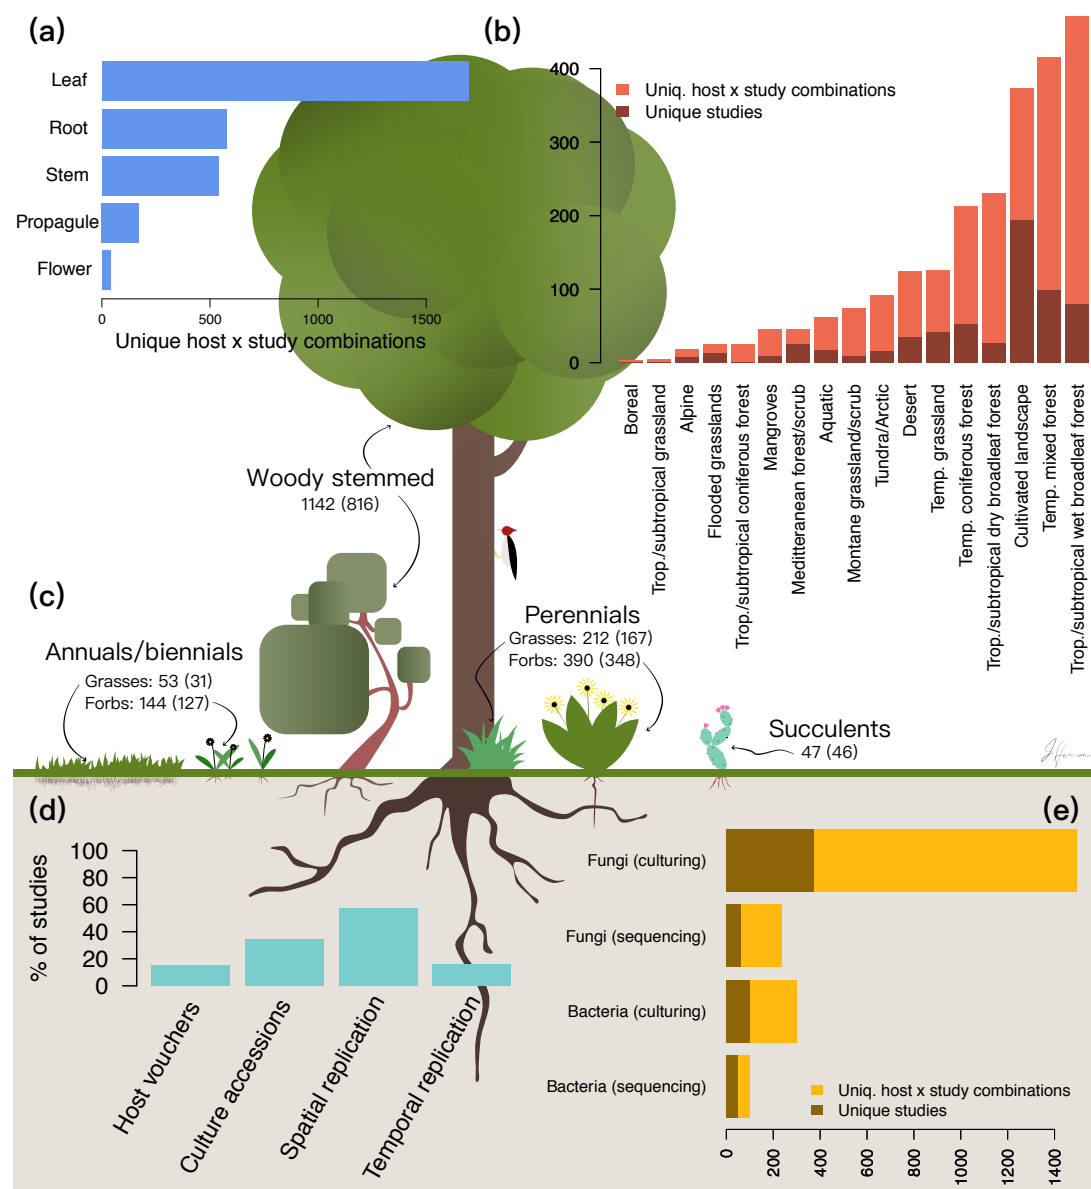 (a)
Leaf
Root
Stem
Propagule
Flower
0 500 1000 1500
Unique host x study combinations
(b)
400
300
200
100
0
Uniq. host x study combinations
Unique studies
Boreal
Trop./subtropical grassland
Alpine
Flooded grasslands
Trop./subtropical coniferous forest
Mangroves
Meditteranean forest/scrub
Aquatic
Montane grassland/scrub
Tundra/Arctic
Desert
Temp. grassland
Temp. coniferous forest
Trop./subtropical dry broadleaf forest
Cultivated landscape
Temp. mixed forest
Trop./subtropical wet broadleaf forest
(c)
Woody stemmed
1142 (816)
Annuals/biennials
Grasses: 53 (31)
Forbs: 144 (127)
Perennials
Grasses: 212 (167)
Forbs: 390 (348)
Succulents
47 (46)
(d)
% of studies
100
80
60
40
20
0
Host vouchers
Culture accessions
Spatial replication
Temporal replication
(e)
Fungi (culturing)
Fungi (sequencing)
Bacteria (culturing)
Bacteria (sequencing)
Uniq. host x study combinations
Unique studies
0 200 400 600 800 1000 1200 1400